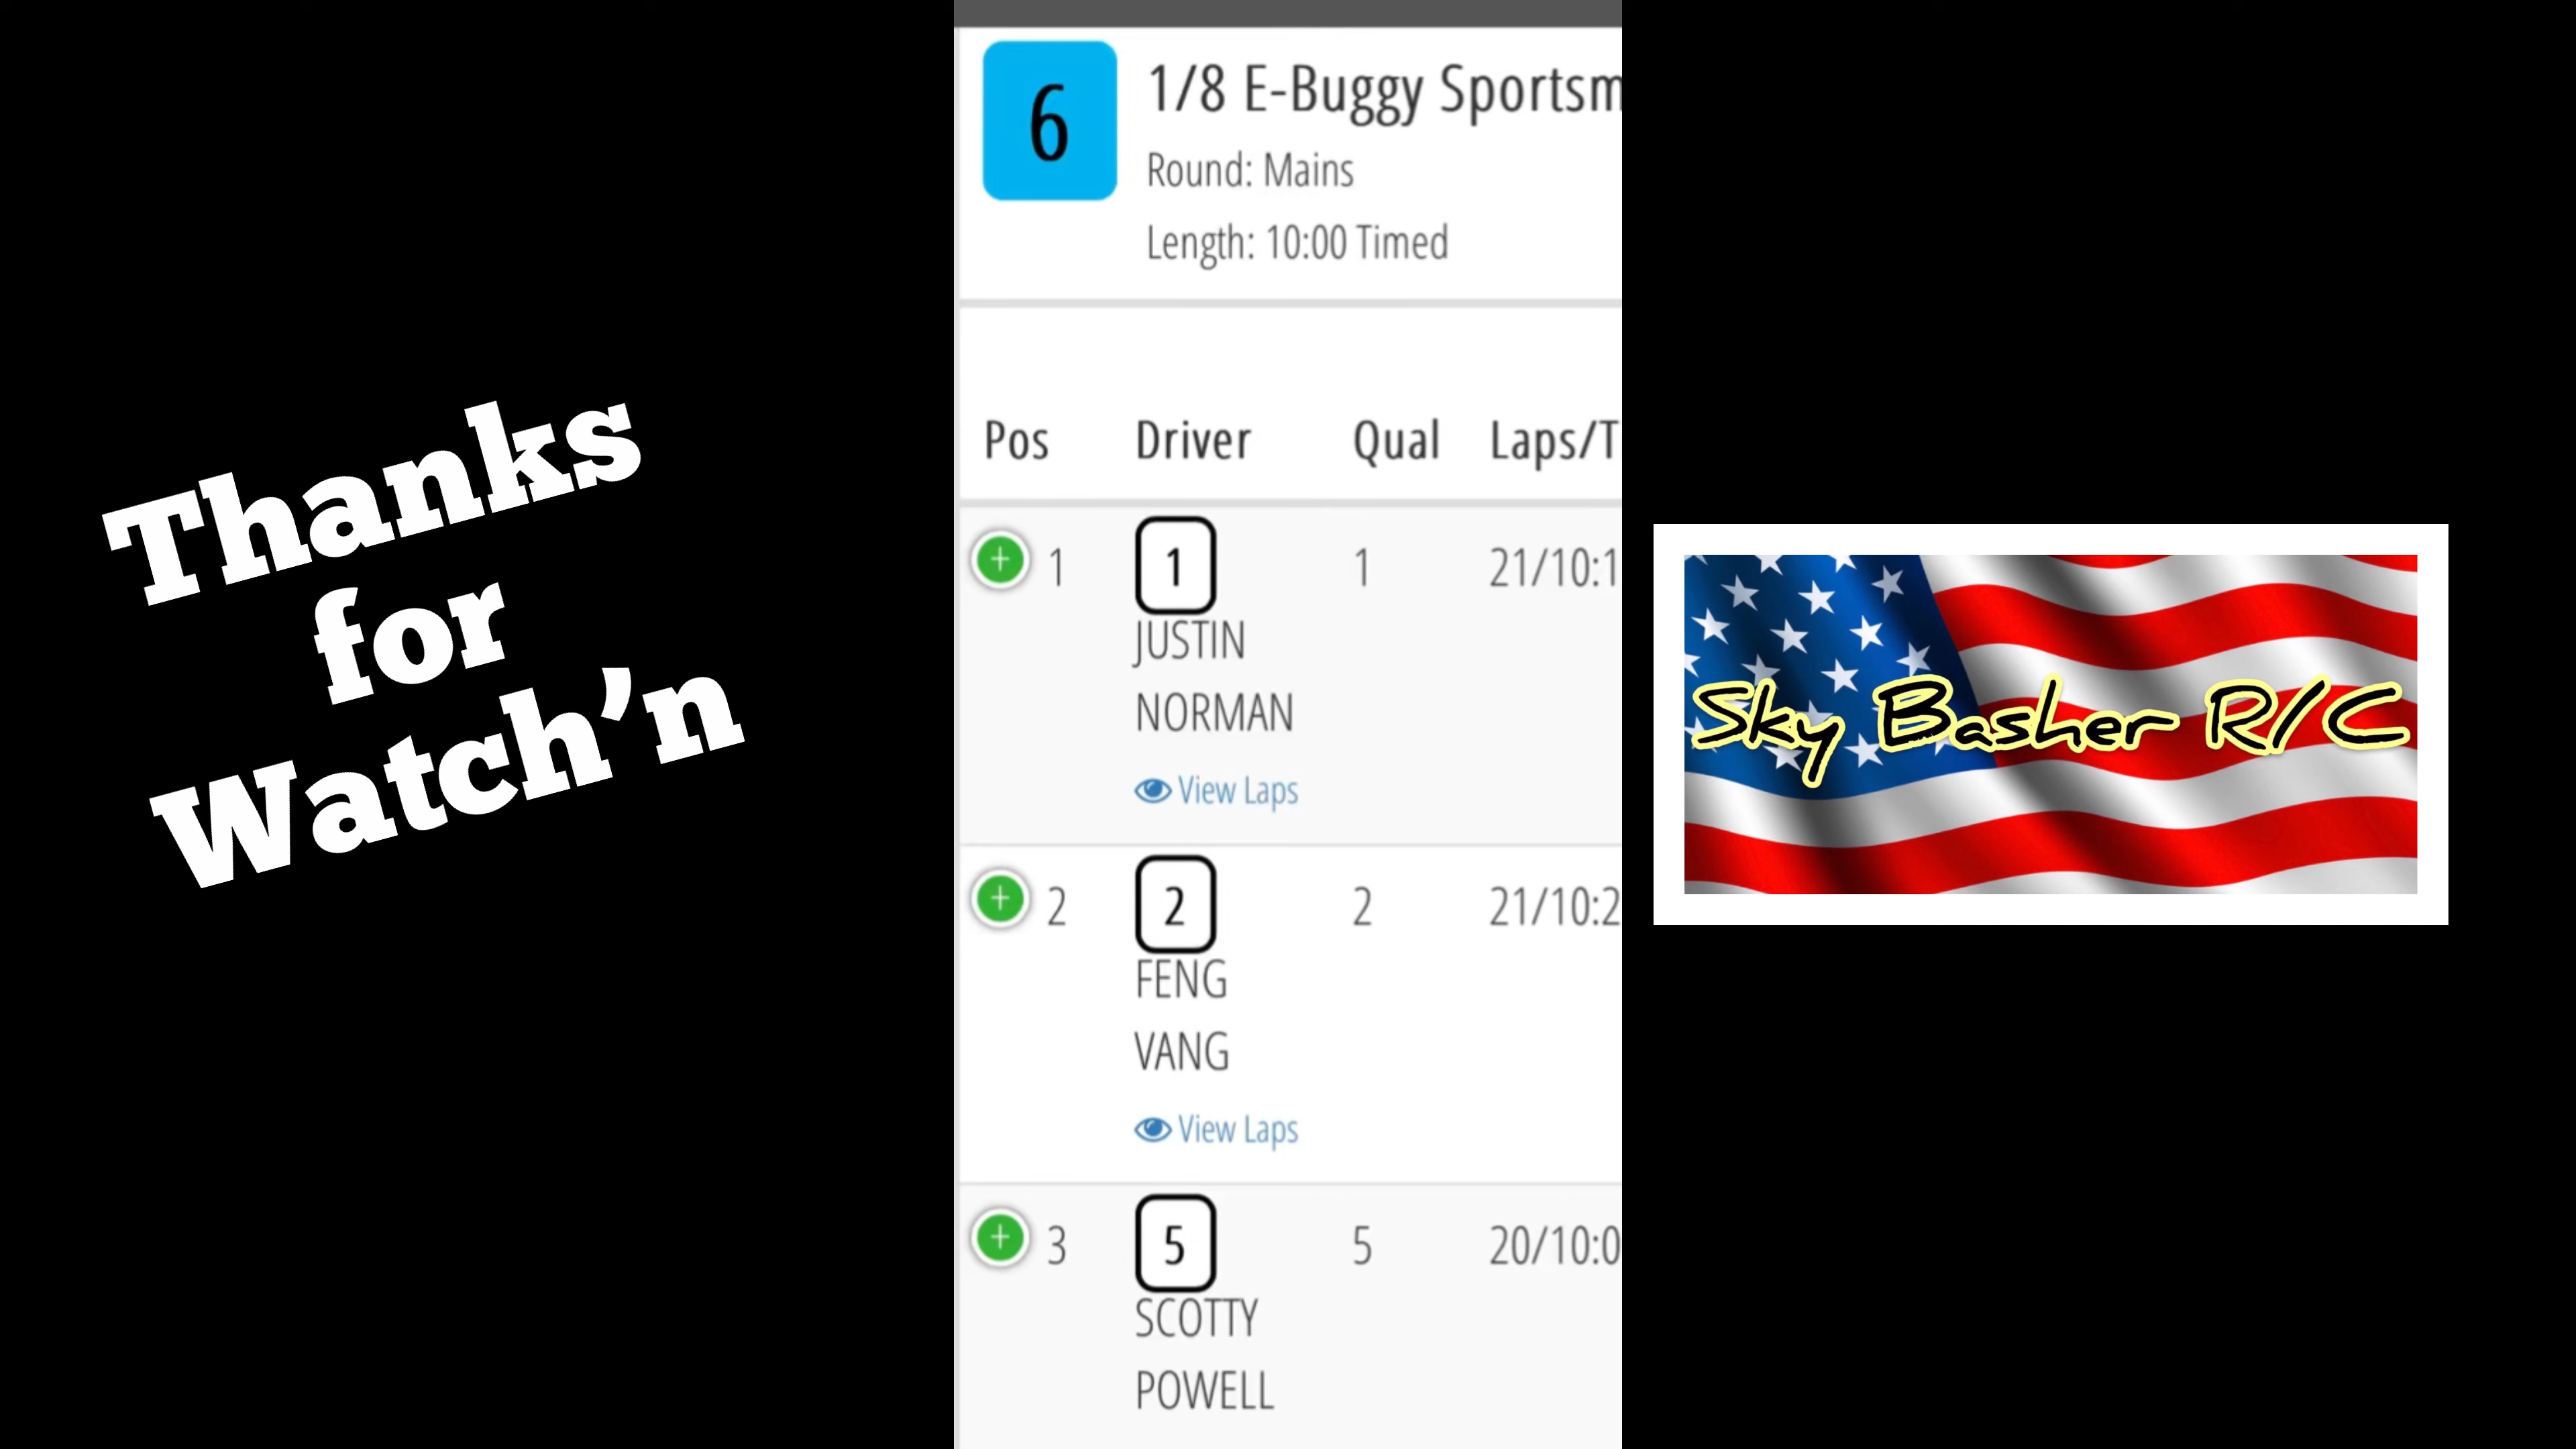 Thanks
for
Watch'n
6
1/8 E-Buggy Sportsm
Round: Mains
Length: 10:00 Timed
Pos Driver Qual Laps/T
1 1 1 21/10:1
JUSTIN
NORMAN
View Laps
2 2 2 21/10:2
FENG
VANG
View Laps
3 5 5 20/10:0
SCOTTY
POWELL
Sky Basher R/C